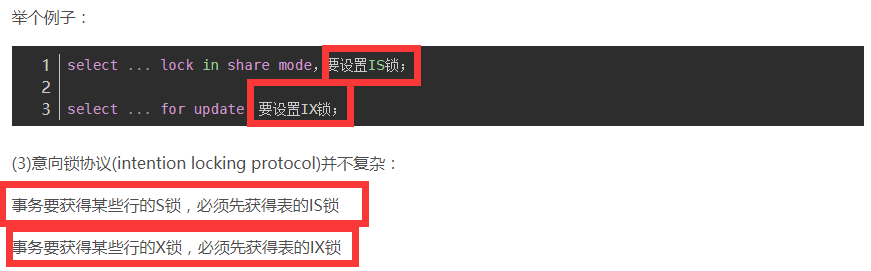 举个例子：
1 select ... lock in share mode，要设置IS锁；
2
3 select ... for update，要设置IX锁；
(3)意向锁协议(intention locking protocol)并不复杂：
事务要获得某些行的S锁，必须先获得表的IS锁
事务要获得某些行的X锁，必须先获得表的IX锁